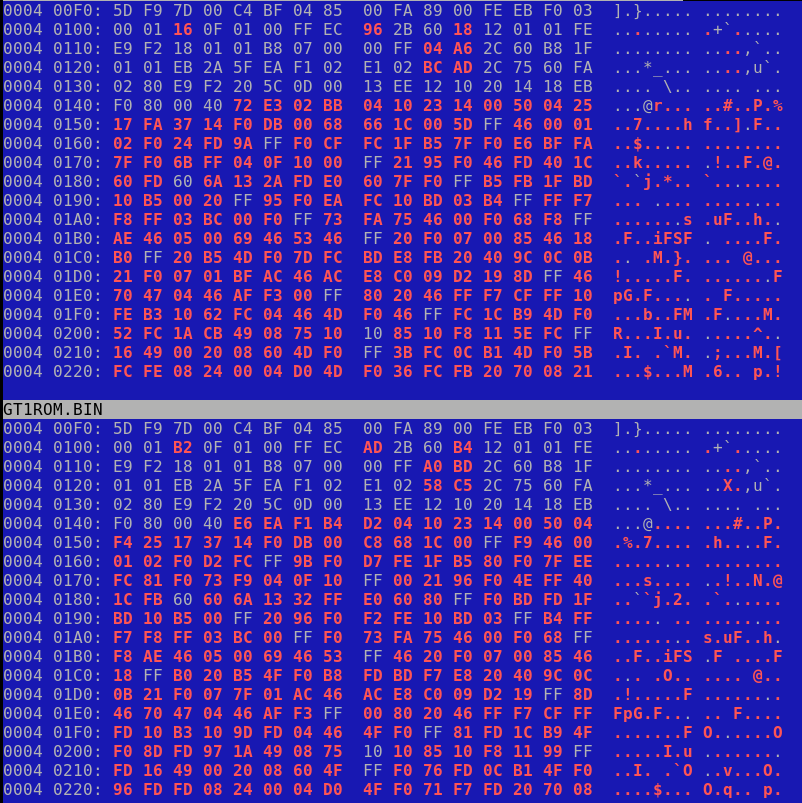 0004 00F0: 5D F9 7D 00 C4 BF 04 85  00 FA 89 00 FE EB F0 03  ].}..... ........
0004 0100: 00 01 16 0F 01 00 FF EC  96 2B 60 18 12 01 01 FE  ........ .+`.....
0004 0110: E9 F2 18 01 01 B8 07 00  00 FF 04 A6 2C 60 B8 1F  ........ ....,`..
0004 0120: 01 01 EB 2A 5F EA F1 02  E1 02 BC AD 2C 75 60 FA  ...*_... ....,u`.
0004 0130: 02 80 E9 F2 20 5C 0D 00  13 EE 12 10 20 14 18 EB  .... \.. .... ...
0004 0140: F0 80 00 40 72 E3 02 BB  04 10 23 14 00 50 04 25  ...@r... ..#..P.%
0004 0150: 17 FA 37 14 F0 DB 00 68  66 1C 00 5D FF 46 00 01  ..7....h f..].F..
0004 0160: 02 F0 24 FD 9A FF F0 CF  FC 1F B5 7F F0 E6 BF FA  ..$..... ........
0004 0170: 7F F0 6B FF 04 0F 10 00  FF 21 95 F0 46 FD 40 1C  ..k..... .!..F.@.
0004 0180: 60 FD 60 6A 13 2A FD E0  60 7F F0 FF B5 FB 1F BD  `.`j.*.. `.......
0004 0190: 10 B5 00 20 FF 95 F0 EA  FC 10 BD 03 B4 FF FF F7  ... .... ........
0004 01A0: F8 FF 03 BC 00 F0 FF 73  FA 75 46 00 F0 68 F8 FF  .......s .uF..h..
0004 01B0: AE 46 05 00 69 46 53 46  FF 20 F0 07 00 85 46 18  .F..iFSF . ....F.
0004 01C0: B0 FF 20 B5 4D F0 7D FC  BD E8 FB 20 40 9C 0C 0B  .. .M.}. ... @...
0004 01D0: 21 F0 07 01 BF AC 46 AC  E8 C0 09 D2 19 8D FF 46  !.....F. .......F
0004 01E0: 70 47 04 46 AF F3 00 FF  80 20 46 FF F7 CF FF 10  pG.F.... . F.....
0004 01F0: FE B3 10 62 FC 04 46 4D  F0 46 FF FC 1C B9 4D F0  ...b..FM .F....M.
0004 0200: 52 FC 1A CB 49 08 75 10  10 85 10 F8 11 5E FC FF  R...I.u. .....^..
0004 0210: 16 49 00 20 08 60 4D F0  FF 3B FC 0C B1 4D F0 5B  .I. .`M. .;...M.[
0004 0220: FC FE 08 24 00 04 D0 4D  F0 36 FC FB 20 70 08 21  ...$...M .6.. p.!
GT1ROM.BIN
0004 00F0: 5D F9 7D 00 C4 BF 04 85  00 FA 89 00 FE EB F0 03  ].}..... ........
0004 0100: 00 01 B2 0F 01 00 FF EC  AD 2B 60 B4 12 01 01 FE  ........ .+`.....
0004 0110: E9 F2 18 01 01 B8 07 00  00 FF A0 BD 2C 60 B8 1F  ........ ....,`..
0004 0120: 01 01 EB 2A 5F EA F1 02  E1 02 58 C5 2C 75 60 FA  ...*_... ..X.,u`.
0004 0130: 02 80 E9 F2 20 5C 0D 00  13 EE 12 10 20 14 18 EB  .... \.. .... ...
0004 0140: F0 80 00 40 E6 EA F1 B4  D2 04 10 23 14 00 50 04  ...@.... ...#..P.
0004 0150: F4 25 17 37 14 F0 DB 00  C8 68 1C 00 FF F9 46 00  .%.7.... .h....F.
0004 0160: 01 02 F0 D2 FC FF 9B F0  D7 FE 1F B5 80 F0 7F EE  ........ ........
0004 0170: FC 81 F0 73 F9 04 0F 10  FF 00 21 96 F0 4E FF 40  ...s.... ..!..N.@
0004 0180: 1C FB 60 60 6A 13 32 FF  E0 60 80 FF F0 BD FD 1F  ..``j.2. .`......
0004 0190: BD 10 B5 00 FF 20 96 F0  F2 FE 10 BD 03 FF B4 FF  ..... .. ........
0004 01A0: F7 F8 FF 03 BC 00 FF F0  73 FA 75 46 00 F0 68 FF  ........ s.uF..h.
0004 01B0: F8 AE 46 05 00 69 46 53  FF 46 20 F0 07 00 85 46  ..F..iFS .F ....F
0004 01C0: 18 FF B0 20 B5 4F F0 B8  FD BD F7 E8 20 40 9C 0C  ... .O.. .... @..
0004 01D0: 0B 21 F0 07 7F 01 AC 46  AC E8 C0 09 D2 19 FF 8D  .!.....F ........
0004 01E0: 46 70 47 04 46 AF F3 FF  00 80 20 46 FF F7 CF FF  FpG.F... .. F....
0004 01F0: FD 10 B3 10 9D FD 04 46  4F F0 FF 81 FD 1C B9 4F  .......F O......O
0004 0200: F0 8D FD 97 1A 49 08 75  10 10 85 10 F8 11 99 FF  .....I.u ........
0004 0210: FD 16 49 00 20 08 60 4F  FF F0 76 FD 0C B1 4F F0  ..I. .`O ..v...O.
0004 0220: 96 FD FD 08 24 00 04 D0  4F F0 71 F7 FD 20 70 08  ....$... O.q.. p.